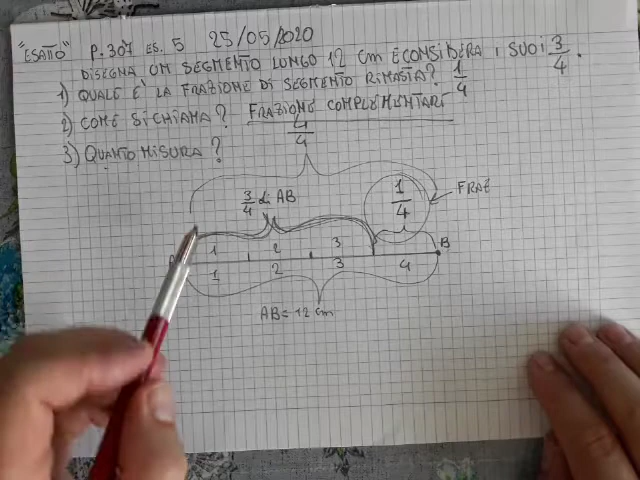 "ESATTO" P. 307 ES. 5 25/05/2020
DISEGNA UN SEGMENTO LUNGO 12 cm E CONSIDERA I SUOI 3/4.
1) QUALE E' LA FRAZIONE DI SEGMENTO RIMASTA? 1/4
2) COME SI CHIAMA? FRAZIONE COMPLEMENTARE
4/4
3) QUANTO MISURA?
3/4 di AB
1/4
FRAZ
1 2 3
A B
1 2 3 4
AB = 12 cm